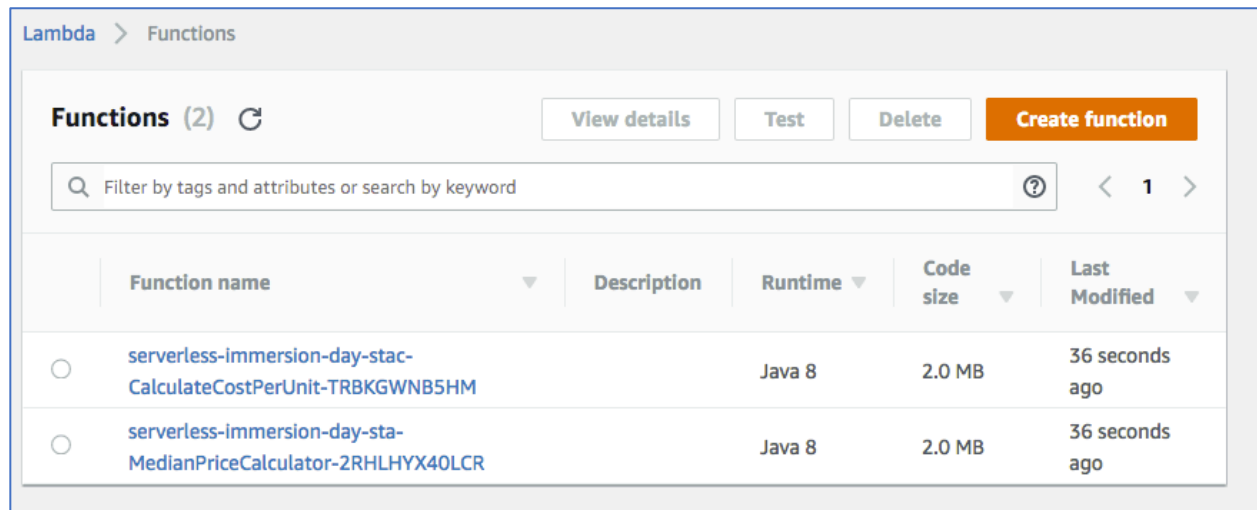 Lambda > Functions
Functions (2)
View details
Test
Delete
Create function
Filter by tags and attributes or search by keyword
1
Function name
Description
Runtime
Code
size
Last
Modified
serverless-immersion-day-stac-
CalculateCostPerUnit-TRBKGWNB5HM
Java 8
2.0 MB
36 seconds
ago
serverless-immersion-day-sta-
MedianPriceCalculator-2RHLHYX40LCR
Java 8
2.0 MB
36 seconds
ago